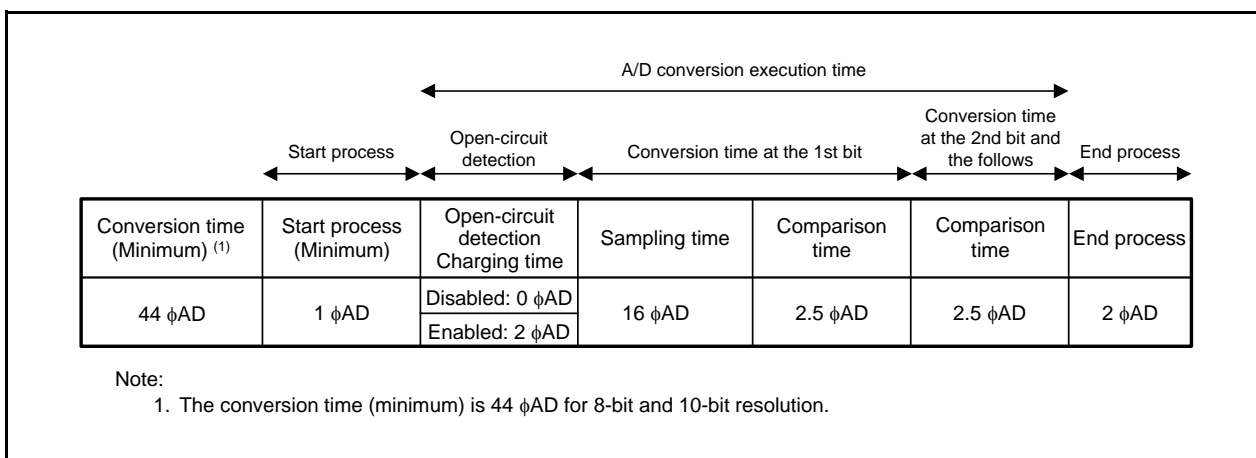 A/D conversion execution time
Start process
Open-circuit
detection
Conversion time at the 1st bit
Conversion time
at the 2nd bit and
the follows
End process
Conversion time
(Minimum) (1)
Start process
(Minimum)
Open-circuit
detection
Charging time
Sampling time
Comparison
time
Comparison
time
End process
44 ϕAD
1 ϕAD
Disabled: 0 ϕAD
Enabled: 2 ϕAD
16 ϕAD
2.5 ϕAD
2.5 ϕAD
2 ϕAD
Note:
1. The conversion time (minimum) is 44 ϕAD for 8-bit and 10-bit resolution.